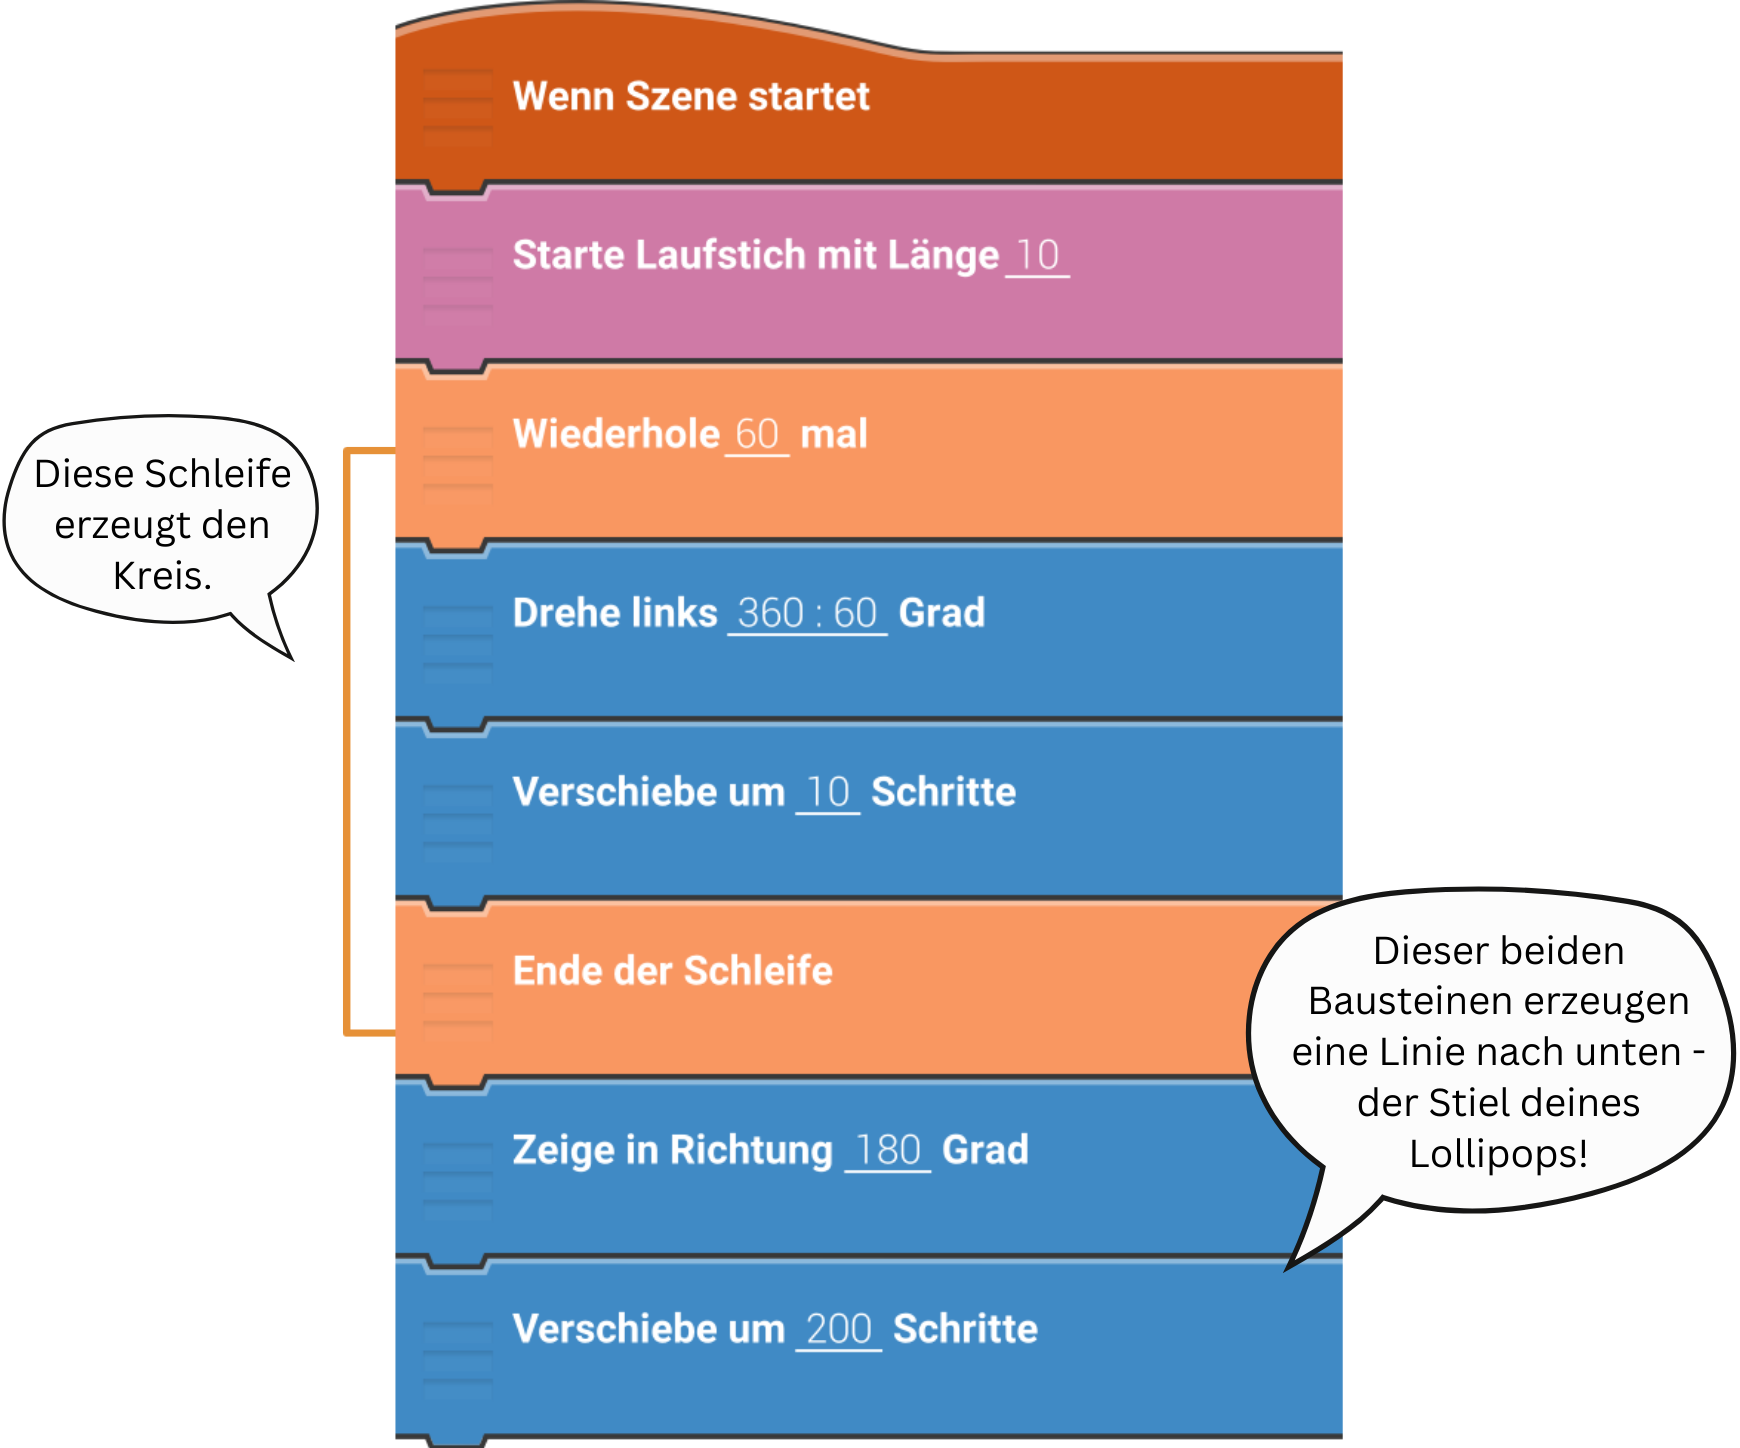 Wenn Szene startet
Starte Laufstich mit Länge 10
Wiederhole 60 mal
Diese Schleife
erzeugt den
Kreis.
Drehe links 360 : 60 Grad
Verschiebe um 10 Schritte
Ende der Schleife
Dieser beiden
Bausteinen erzeugen
eine Linie nach unten -
der Stiel deines
Lollipops!
Zeige in Richtung 180 Grad
Verschiebe um 200 Schritte